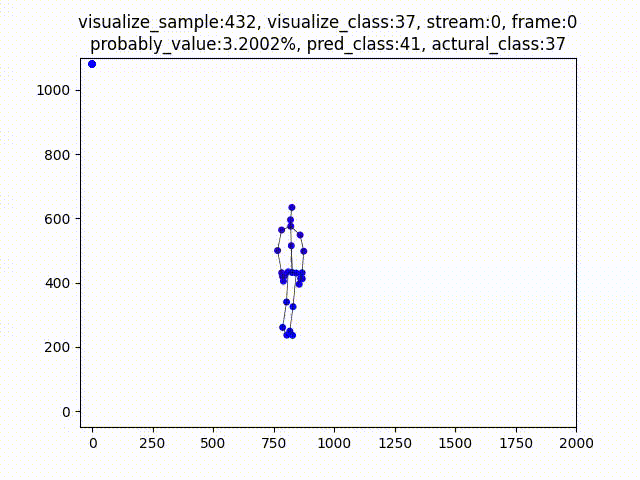 visualize_sample:432, visualize_class:37, stream:0, frame:0
probably_value:3.2002%, pred_class:41, actural_class:37
1000
800
600
400
200
0
0 250 500 750 1000 1250 1500 1750 2000